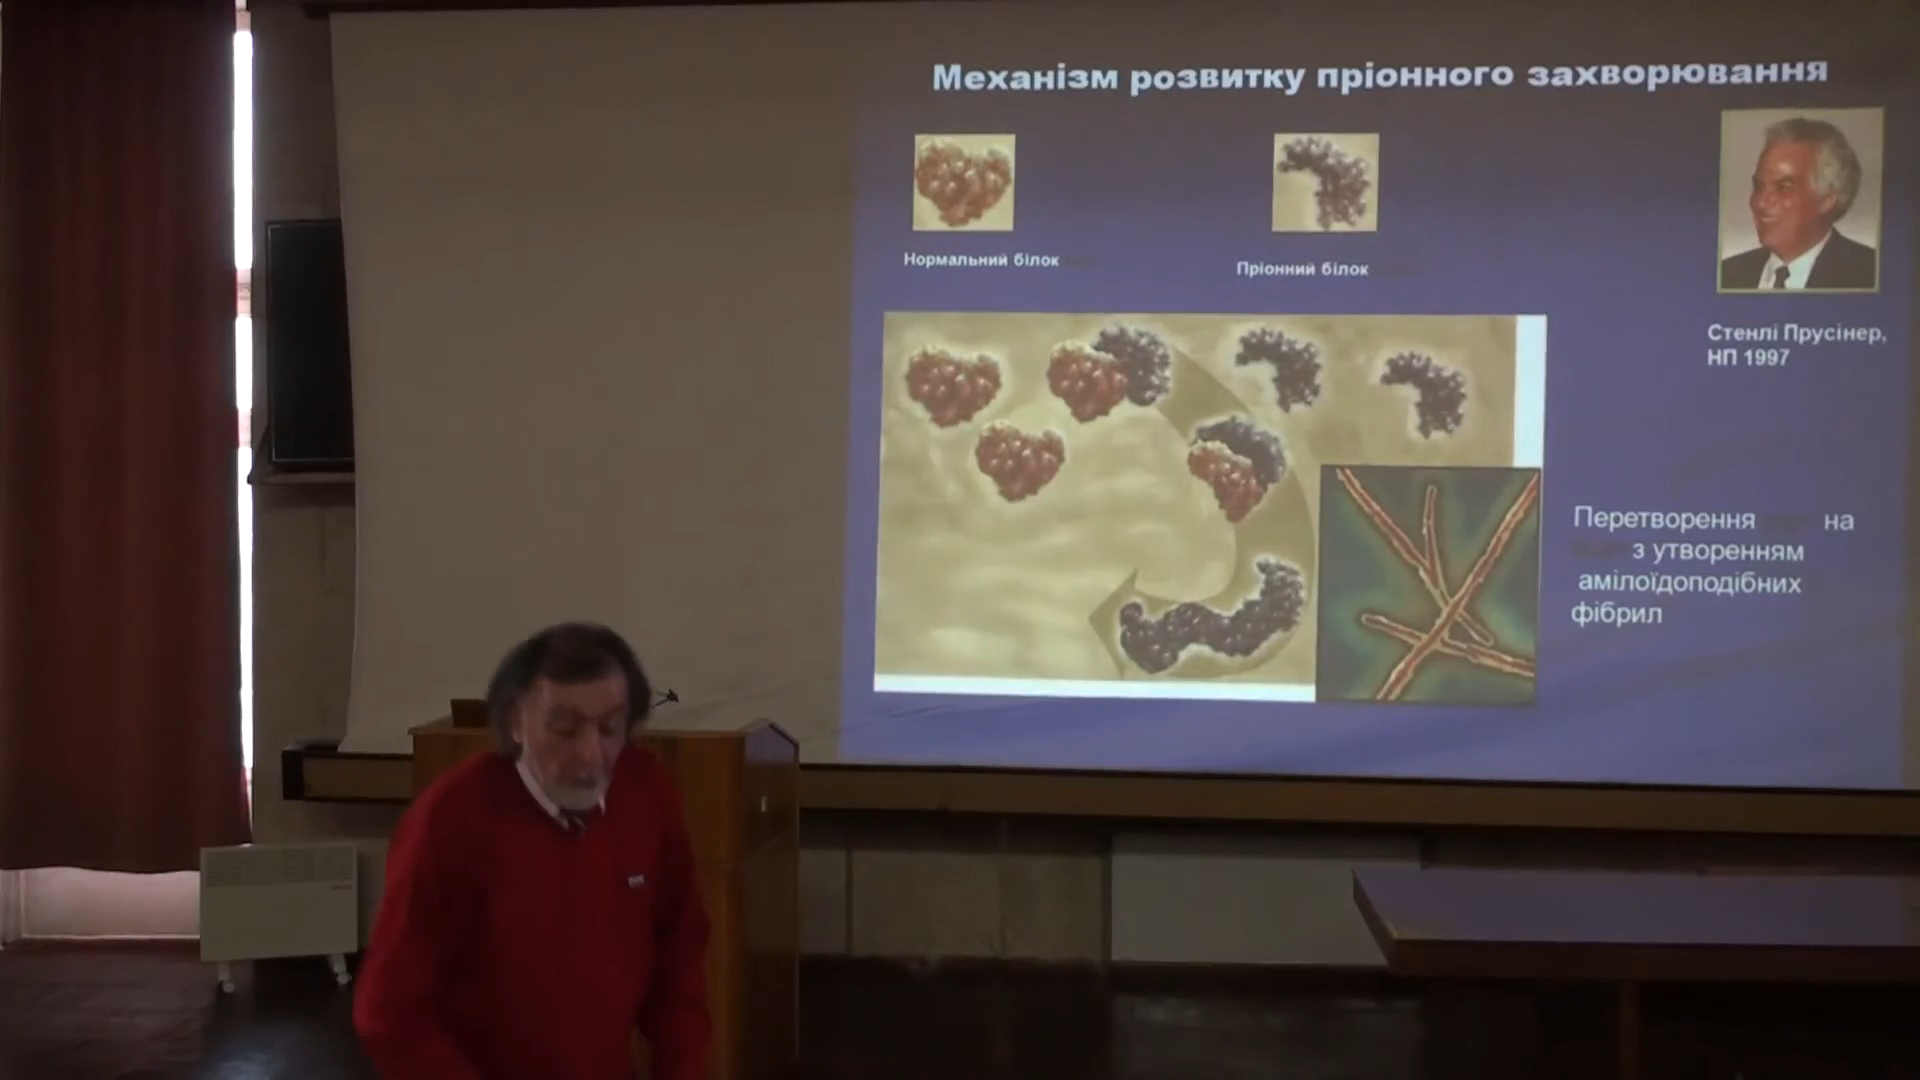 Механізм розвитку пріонного захворювання
Нормальний білок
Пріонний білок
Стенлі Прусінер,
НП 1997
Перетворення на
з утворенням
амілоїдоподібних
фібрил